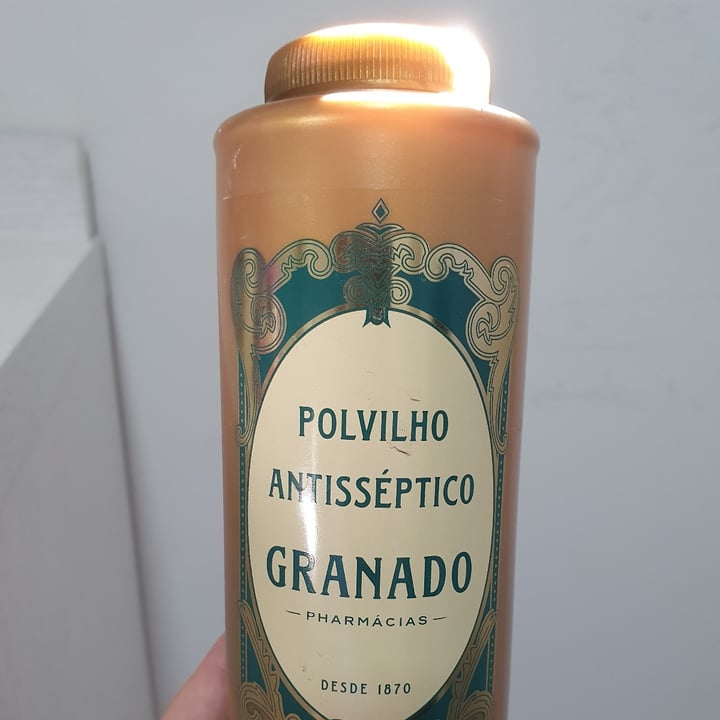 POLVILHO
ANTISSÉPTICO
GRANADO
PHARMÁCIAS
DESDE 1870